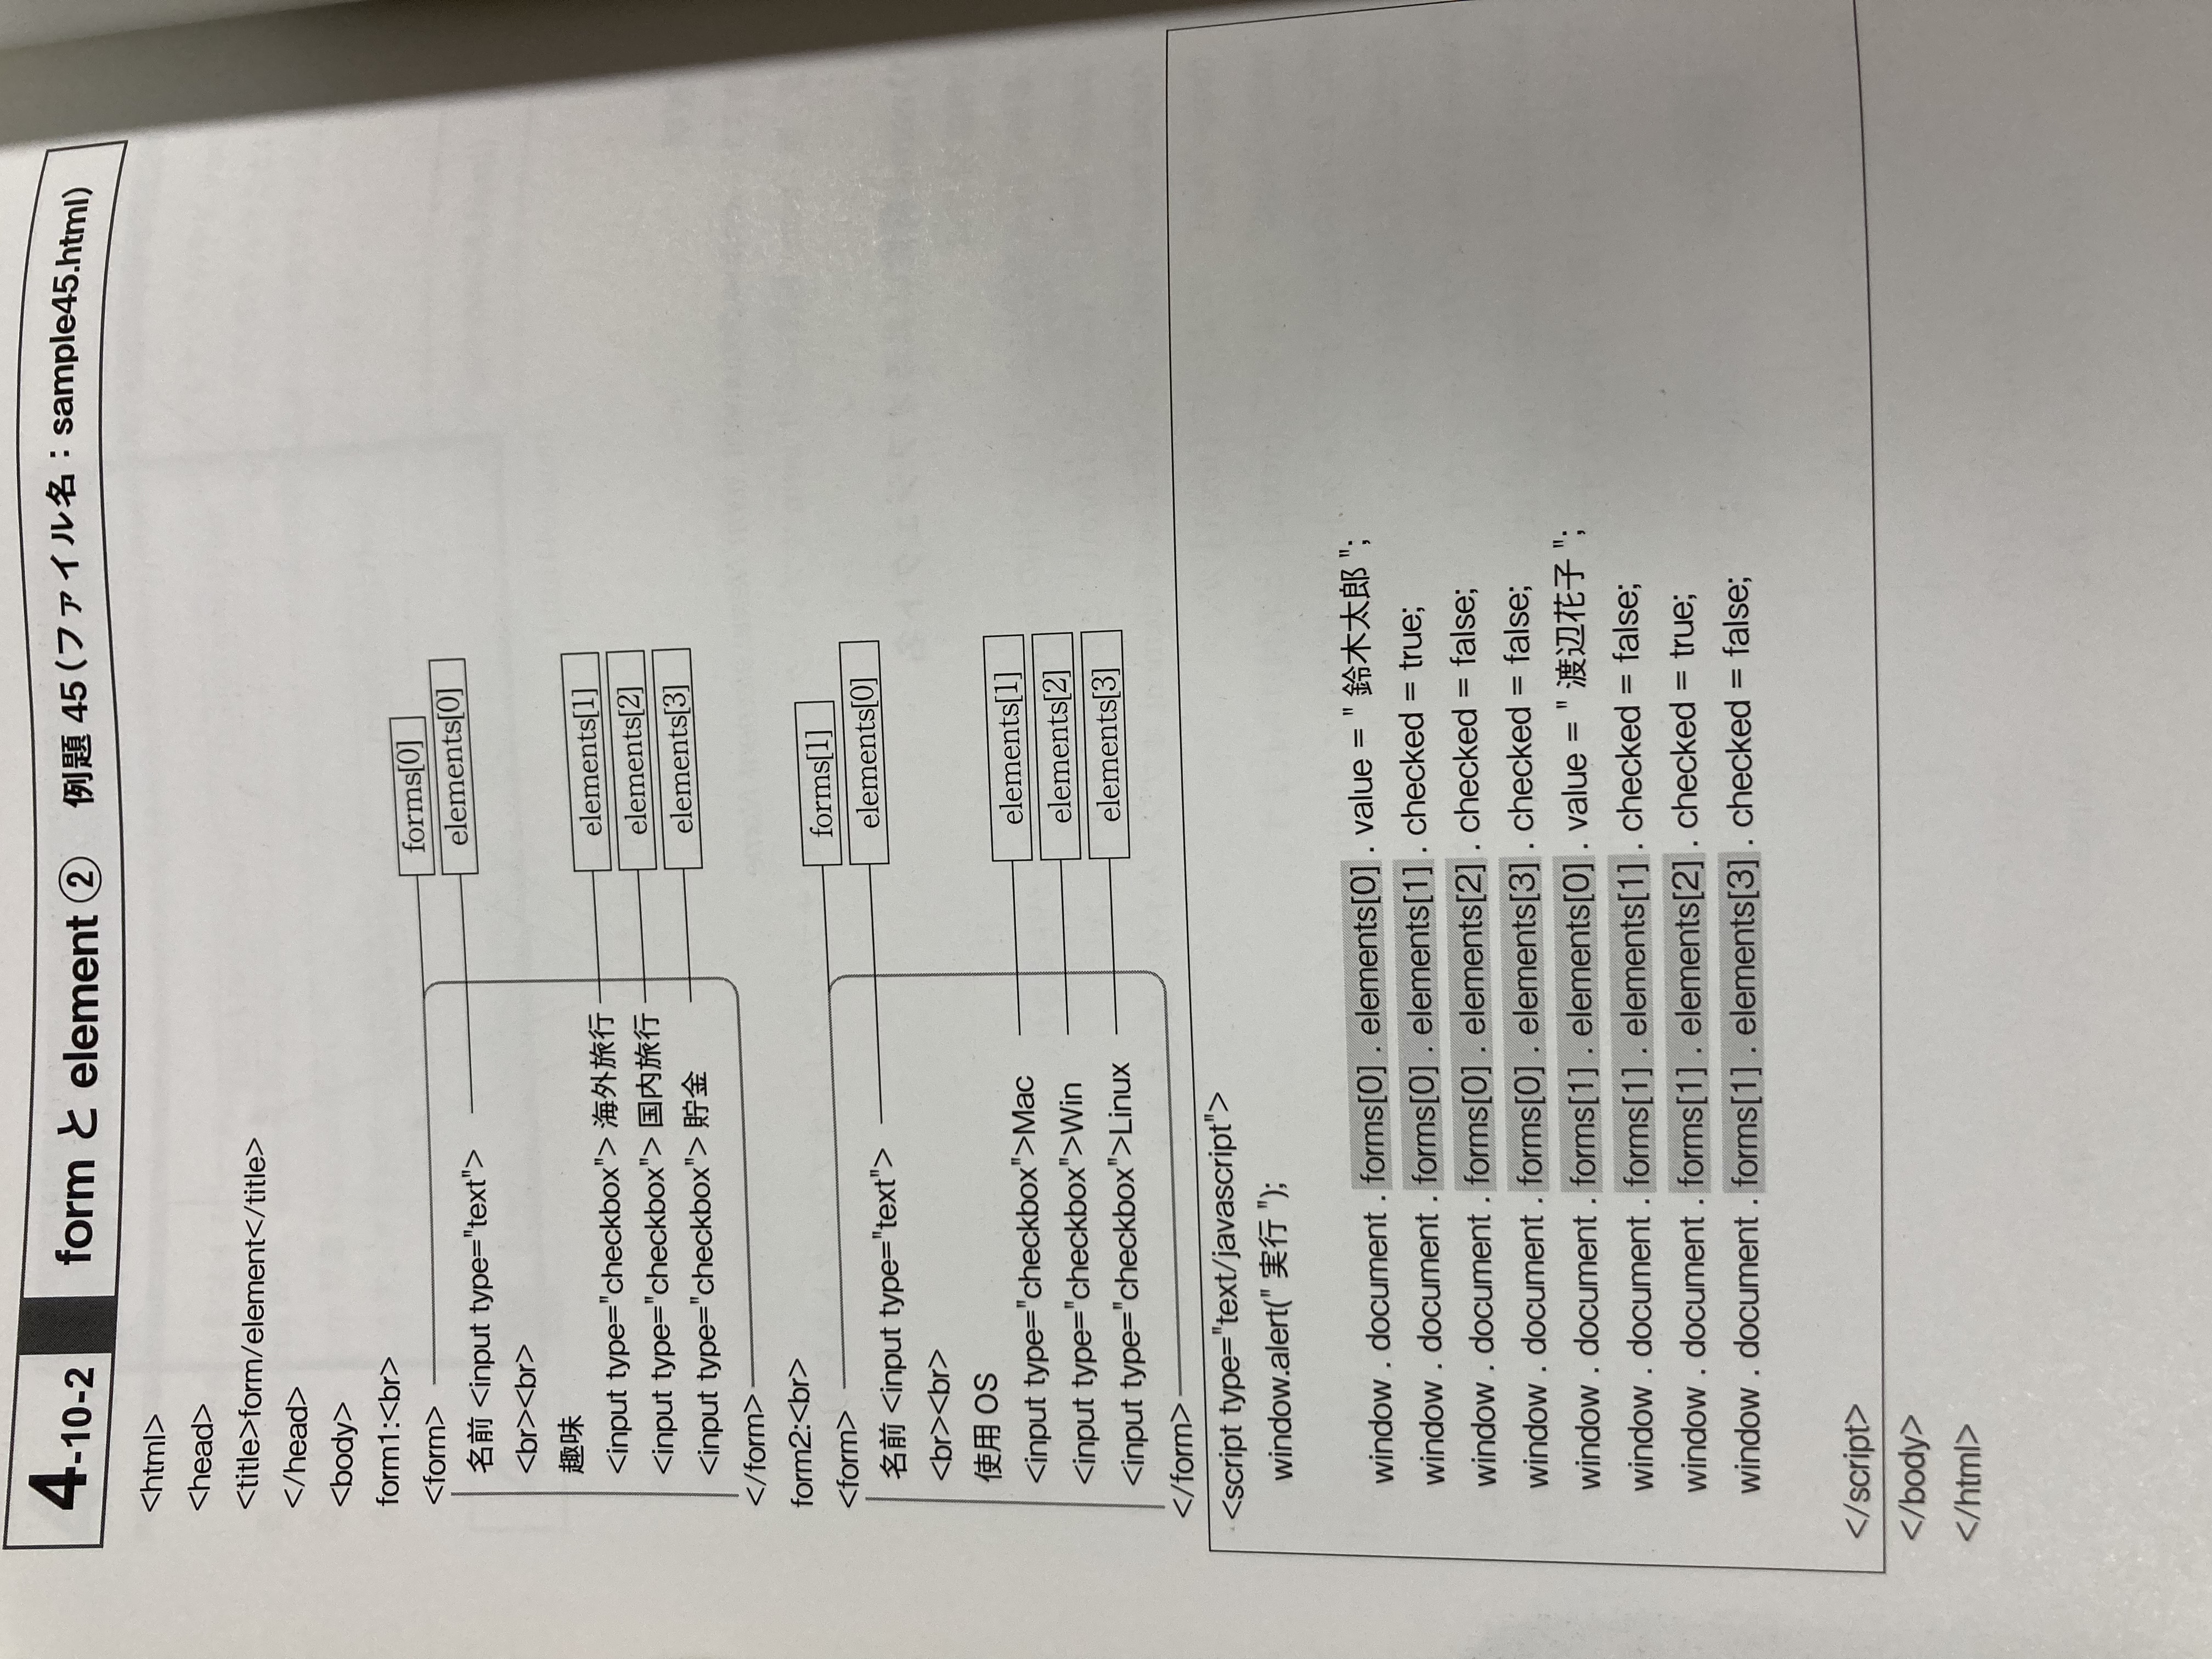 4-10-2 form と element ② 例題 45 (ファイル名：sample45.html)
<html>
<head>
<title>form/element</title>
</head>
<body>
form1:<br>
<form> forms[0]
名前 <input type="text"> elements[0]
<br><br>
趣味
<input type="checkbox"> 海外旅行 elements[1]
<input type="checkbox"> 国内旅行 elements[2]
<input type="checkbox"> 貯金 elements[3]
</form>
form2:<br>
<form> forms[1]
名前 <input type="text"> elements[0]
<br><br>
使用 OS
<input type="checkbox">Mac elements[1]
<input type="checkbox">Win elements[2]
<input type="checkbox">Linux elements[3]
</form>
<script type="text/javascript">
window.alert(" 実行 ");
window . document . forms[0] . elements[0] . value = " 鈴木太郎 ";
window . document . forms[0] . elements[1] . checked = true;
window . document . forms[0] . elements[2] . checked = false;
window . document . forms[0] . elements[3] . checked = false;
window . document . forms[1] . elements[0] . value = " 渡辺花子 ";
window . document . forms[1] . elements[1] . checked = false;
window . document . forms[1] . elements[2] . checked = true;
window . document . forms[1] . elements[3] . checked = false;
</script>
</body>
</html>